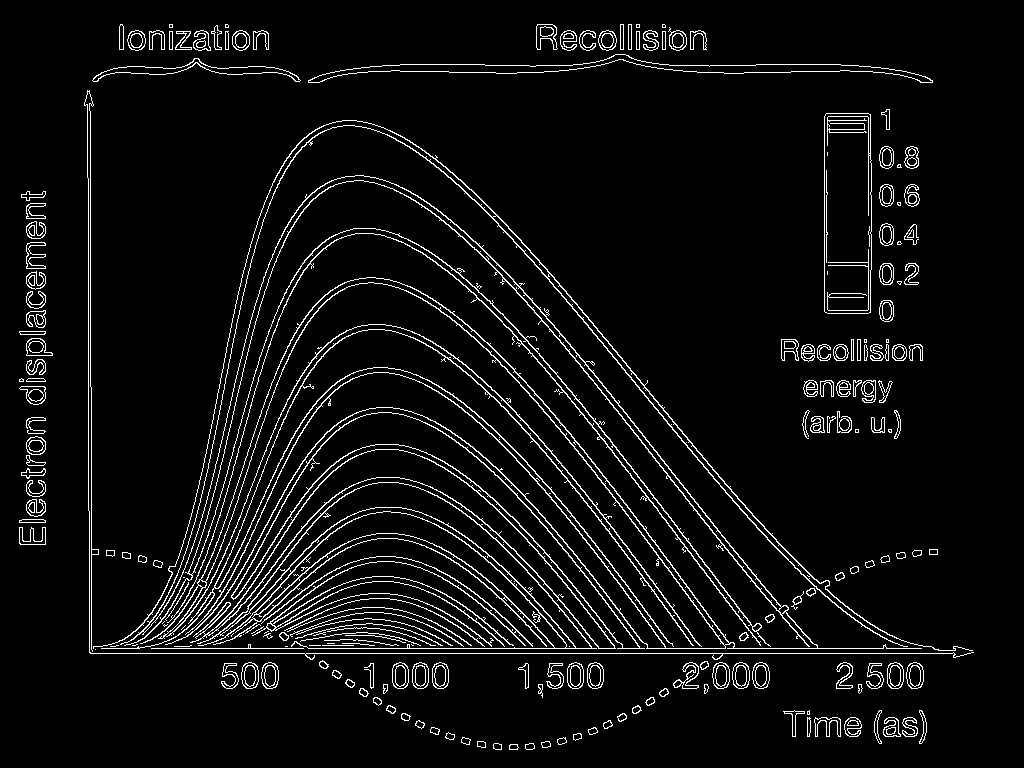 Ionization
Recollision
Electron displacement
1
0.8
0.6
0.4
0.2
0
Recollision
energy
(arb. u.)
500
1,000
1,500
2,000
2,500
Time (as)